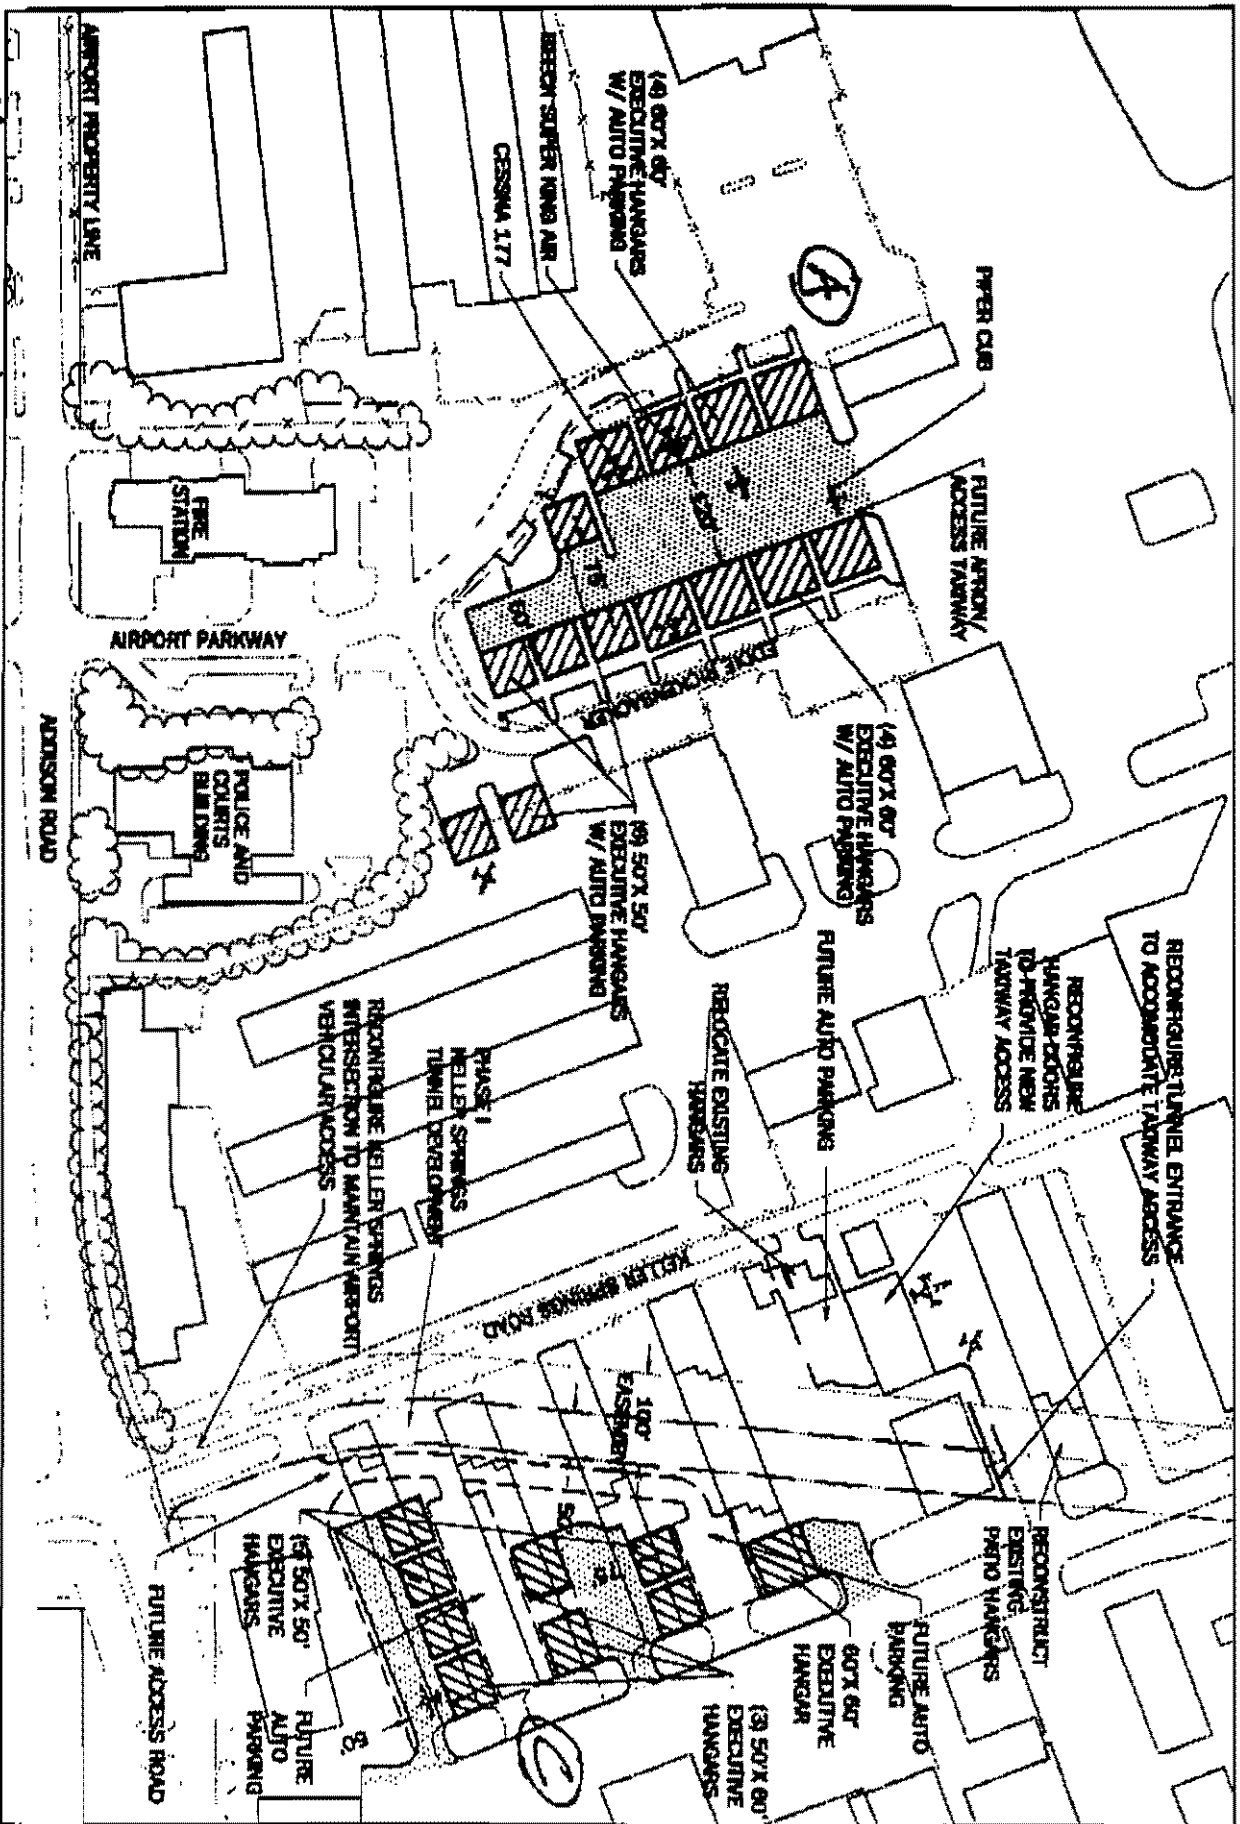 AIRPORT PROPERTY LINE
(4) 60'X 60'
EXECUTIVE HANGARS
W/ AUTO PARKING
BEECH SUPER KING AIR
CESSNA 177
A
PIPER CUB
FUTURE APRON/
ACCESS TAXIWAY
FIRE
STATION
AIRPORT PARKWAY
ADDISON ROAD
POLICE AND
COURTS
BUILDING
75'
60'
EDDIE RICKENBACKER
(4) 60'X 60'
EXECUTIVE HANGARS
W/ AUTO PARKING
(6) 50'X 50'
EXECUTIVE HANGARS
W/ AUTO PARKING
RECONFIGURE TUNNEL ENTRANCE
TO ACCOMODATE TAXIWAY ACCESS
RECONFIGURE
HANGAR DOORS
TO PROVIDE NEW
TAXIWAY ACCESS
FUTURE AUTO PARKING
RELOCATE EXISTING
HANGARS
PHASE I
KELLER SPRINGS
TUNNEL DEVELOPMENT
RECONFIGURE KELLER SPRINGS
INTERSECTION TO MAINTAIN AIRPORT
VEHICULAR ACCESS
KELLER SPRINGS ROAD
100'
EASEMENT
RECONSTRUCT
EXISTING
PATIO HANGARS
FUTURE AUTO
PARKING
60'X 60'
EXECUTIVE
HANGAR
(3) 50'X 60'
EXECUTIVE
HANGARS
C
50'X 50'
EXECUTIVE
HANGARS
FUTURE
AUTO
PARKING
FUTURE ACCESS ROAD